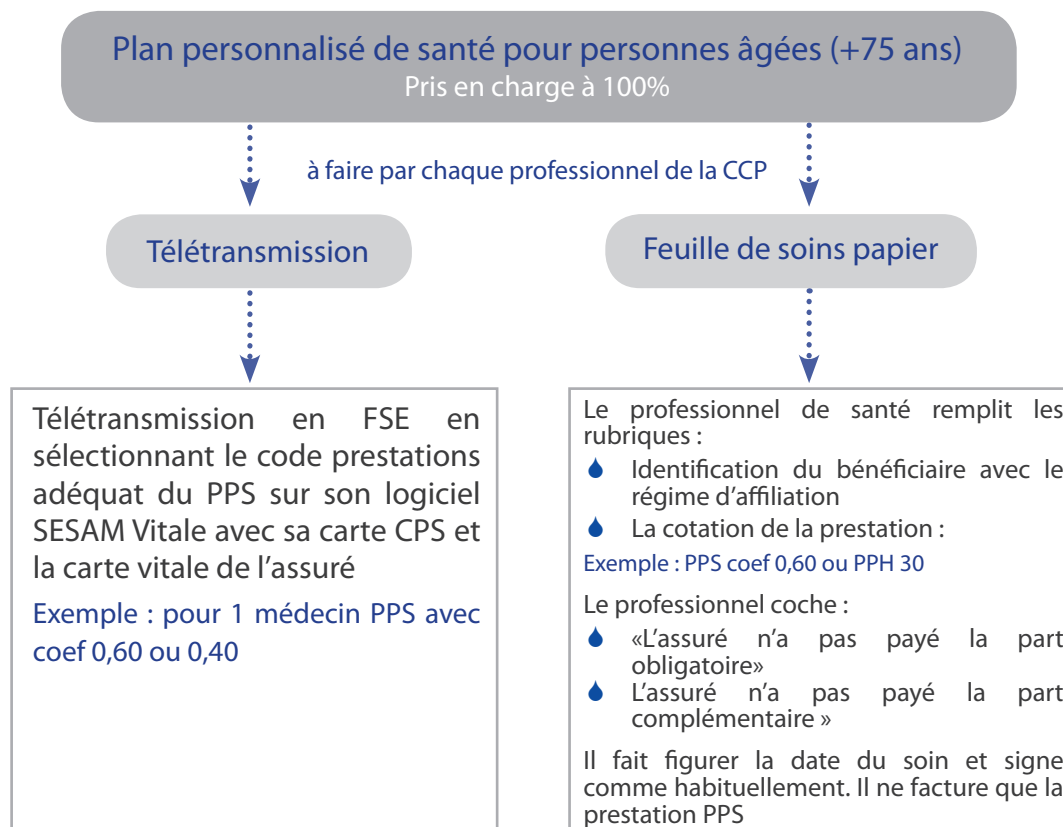 Plan personnalisé de santé pour personnes âgées (+75 ans)
Pris en charge à 100%
à faire par chaque professionnel de la CCP
Télétransmission
Feuille de soins papier
Télétransmission en FSE en
sélectionnant le code prestations
adéquat du PPS sur son logiciel
SESAM Vitale avec sa carte CPS et
la carte vitale de l’assuré
Exemple : pour 1 médecin PPS avec
coef 0,60 ou 0,40
Le professionnel de santé remplit les
rubriques :
Identification du bénéficiaire avec le
régime d’affiliation
La cotation de la prestation :
Exemple : PPS coef 0,60 ou PPH 30
Le professionnel coche :
«L’assuré n’a pas payé la part
obligatoire»
L’assuré n’a pas payé la part
complémentaire »
Il fait figurer la date du soin et signe
comme habituellement. Il ne facture que la
prestation PPS